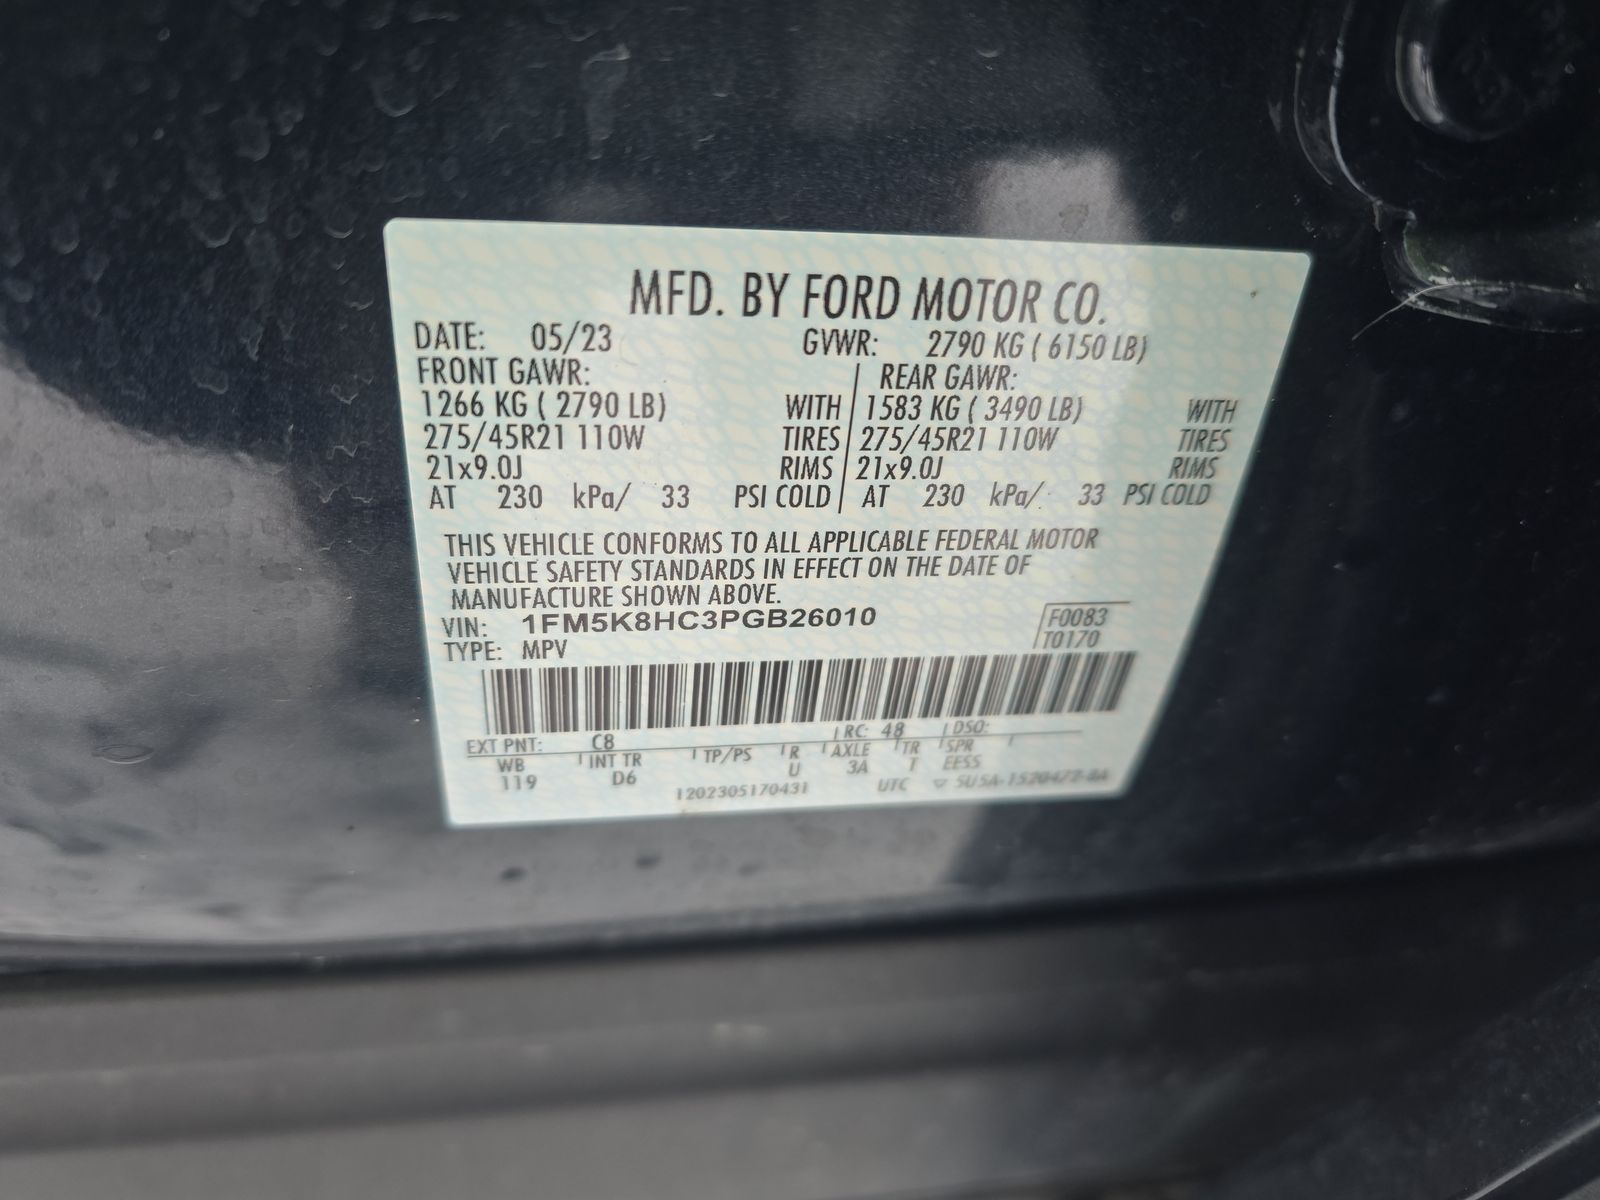 MFD. BY FORD MOTOR CO.
DATE: 05/23 GVWR: 2790 KG ( 6150 LB)
FRONT GAWR: REAR GAWR:
1266 KG ( 2790 LB) WITH 1583 KG ( 3490 LB) WITH
275/45R21 110W TIRES 275/45R21 110W TIRES
21x9.0J RIMS 21x9.0J RIMS
AT 230 kPa/ 33 PSI COLD AT 230 kPa/ 33 PSI COLD
THIS VEHICLE CONFORMS TO ALL APPLICABLE FEDERAL MOTOR
VEHICLE SAFETY STANDARDS IN EFFECT ON THE DATE OF
MANUFACTURE SHOWN ABOVE.
VIN: 1FM5K8HC3PGB26010 F0083
TYPE: MPV T0170
EXT PNT: C8 RC: 48 DSO:
WB INT TR TP/PS R AXLE TR SPR
119 D6 U 3A T EESS
1202305170431 UTC